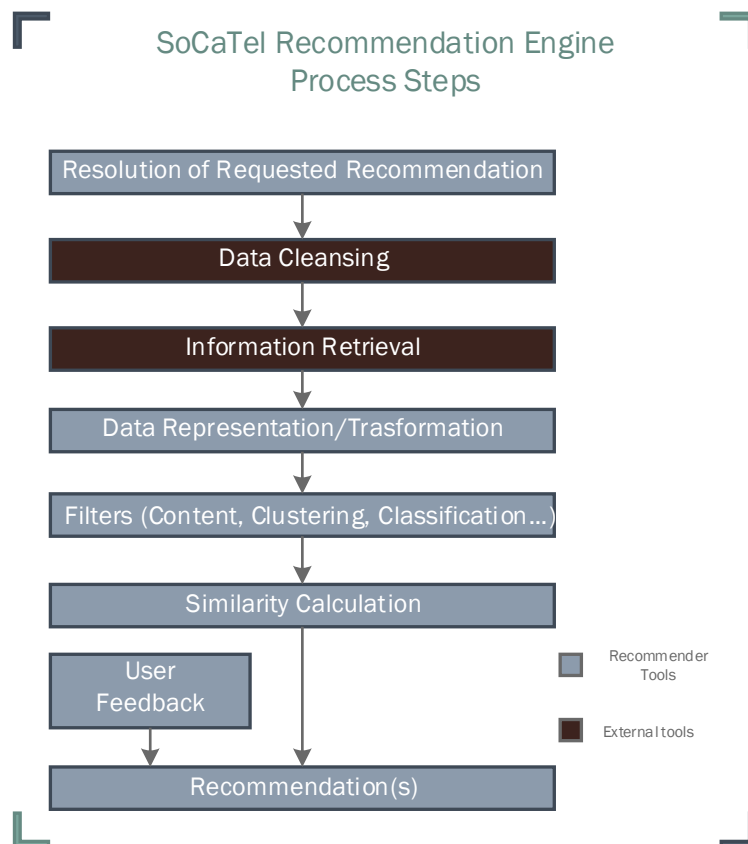 SoCaTel Recommendation Engine
Process Steps
Resolution of Requested Recommendation
Data Cleansing
Information Retrieval
Data Representation/Trasformation
Filters (Content, Clustering, Classification...)
Similarity Calculation
User
Feedback
Recommender
Tools
External tools
Recommendation(s)